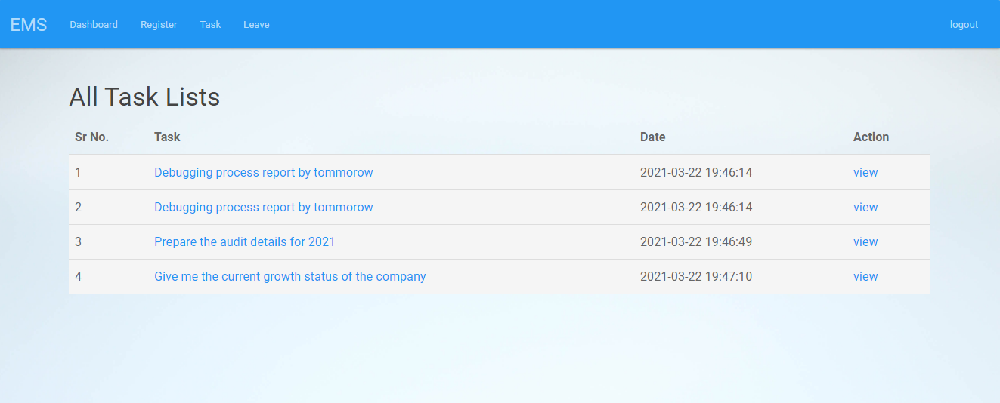 EMS Dashboard Register Task Leave logout
All Task Lists
Sr No. Task Date Action
1 Debugging process report by tommorow 2021-03-22 19:46:14 view
2 Debugging process report by tommorow 2021-03-22 19:46:14 view
3 Prepare the audit details for 2021 2021-03-22 19:46:49 view
4 Give me the current growth status of the company 2021-03-22 19:47:10 view